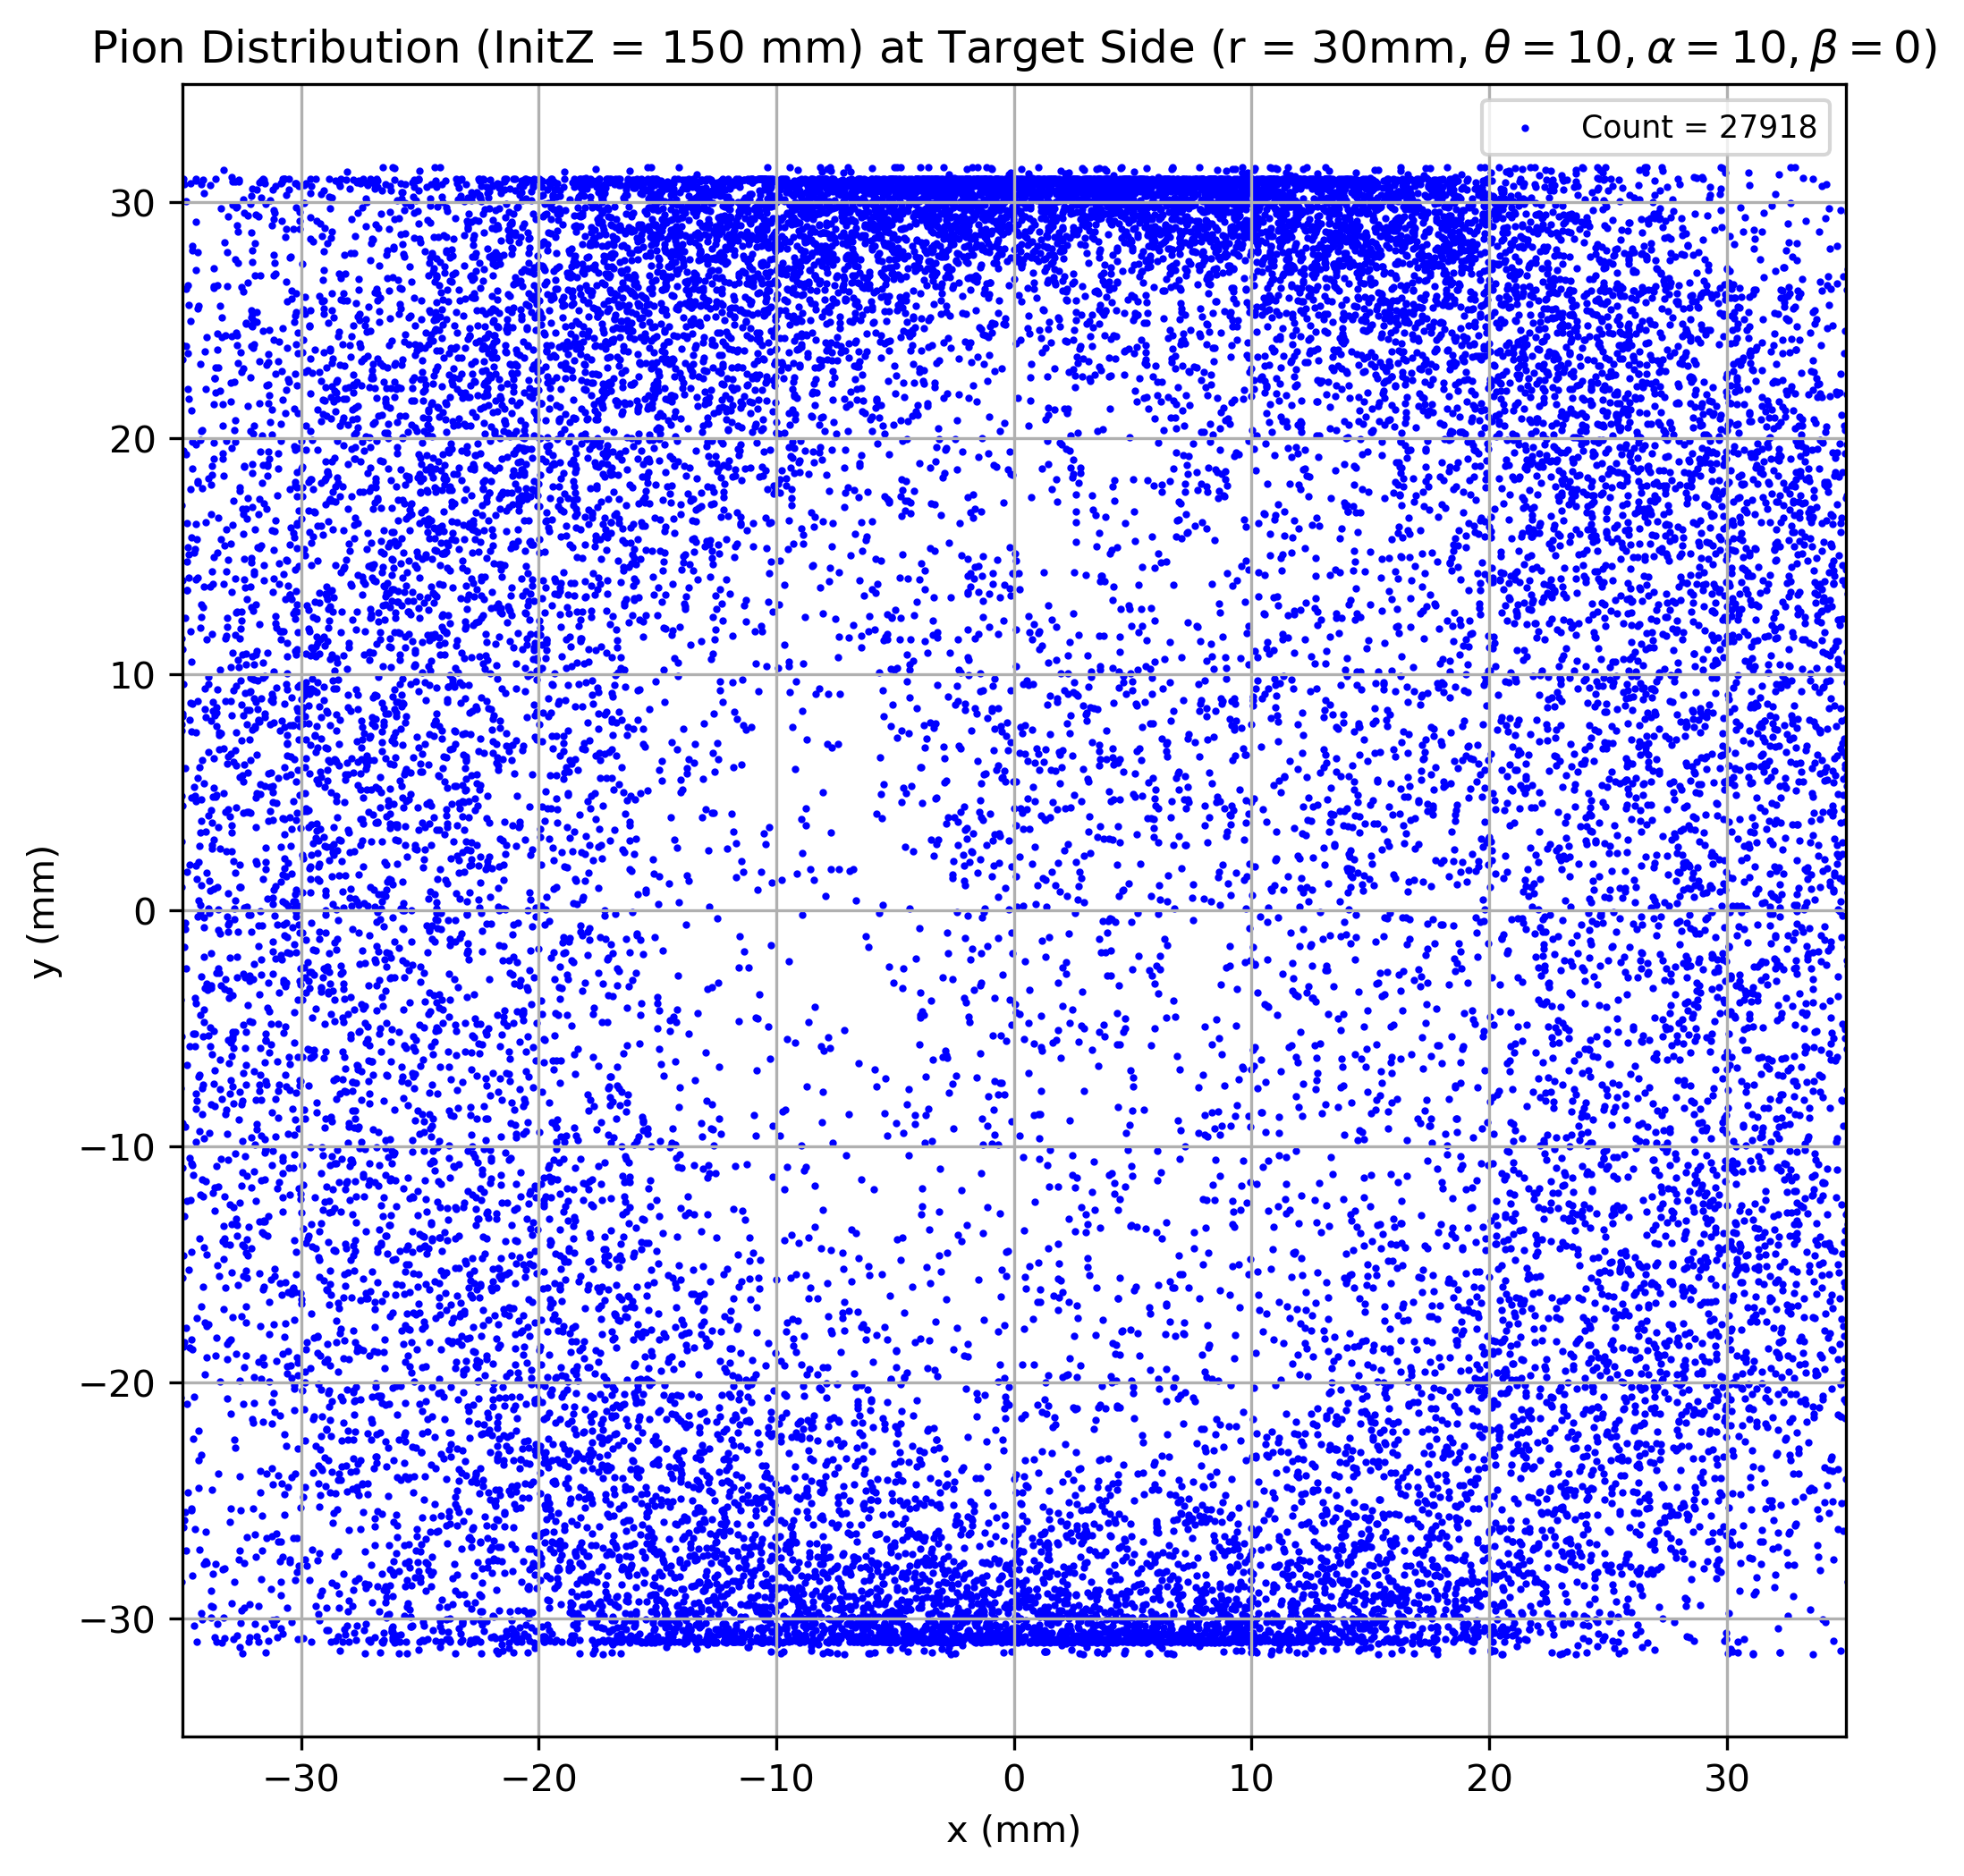 Pion Distribution (InitZ = 150 mm) at Target Side (r = 30mm, θ = 10, α = 10, β = 0)
Count = 27918
30
20
10
0
−10
−20
−30
y (mm)
−30 −20 −10 0 10 20 30
x (mm)